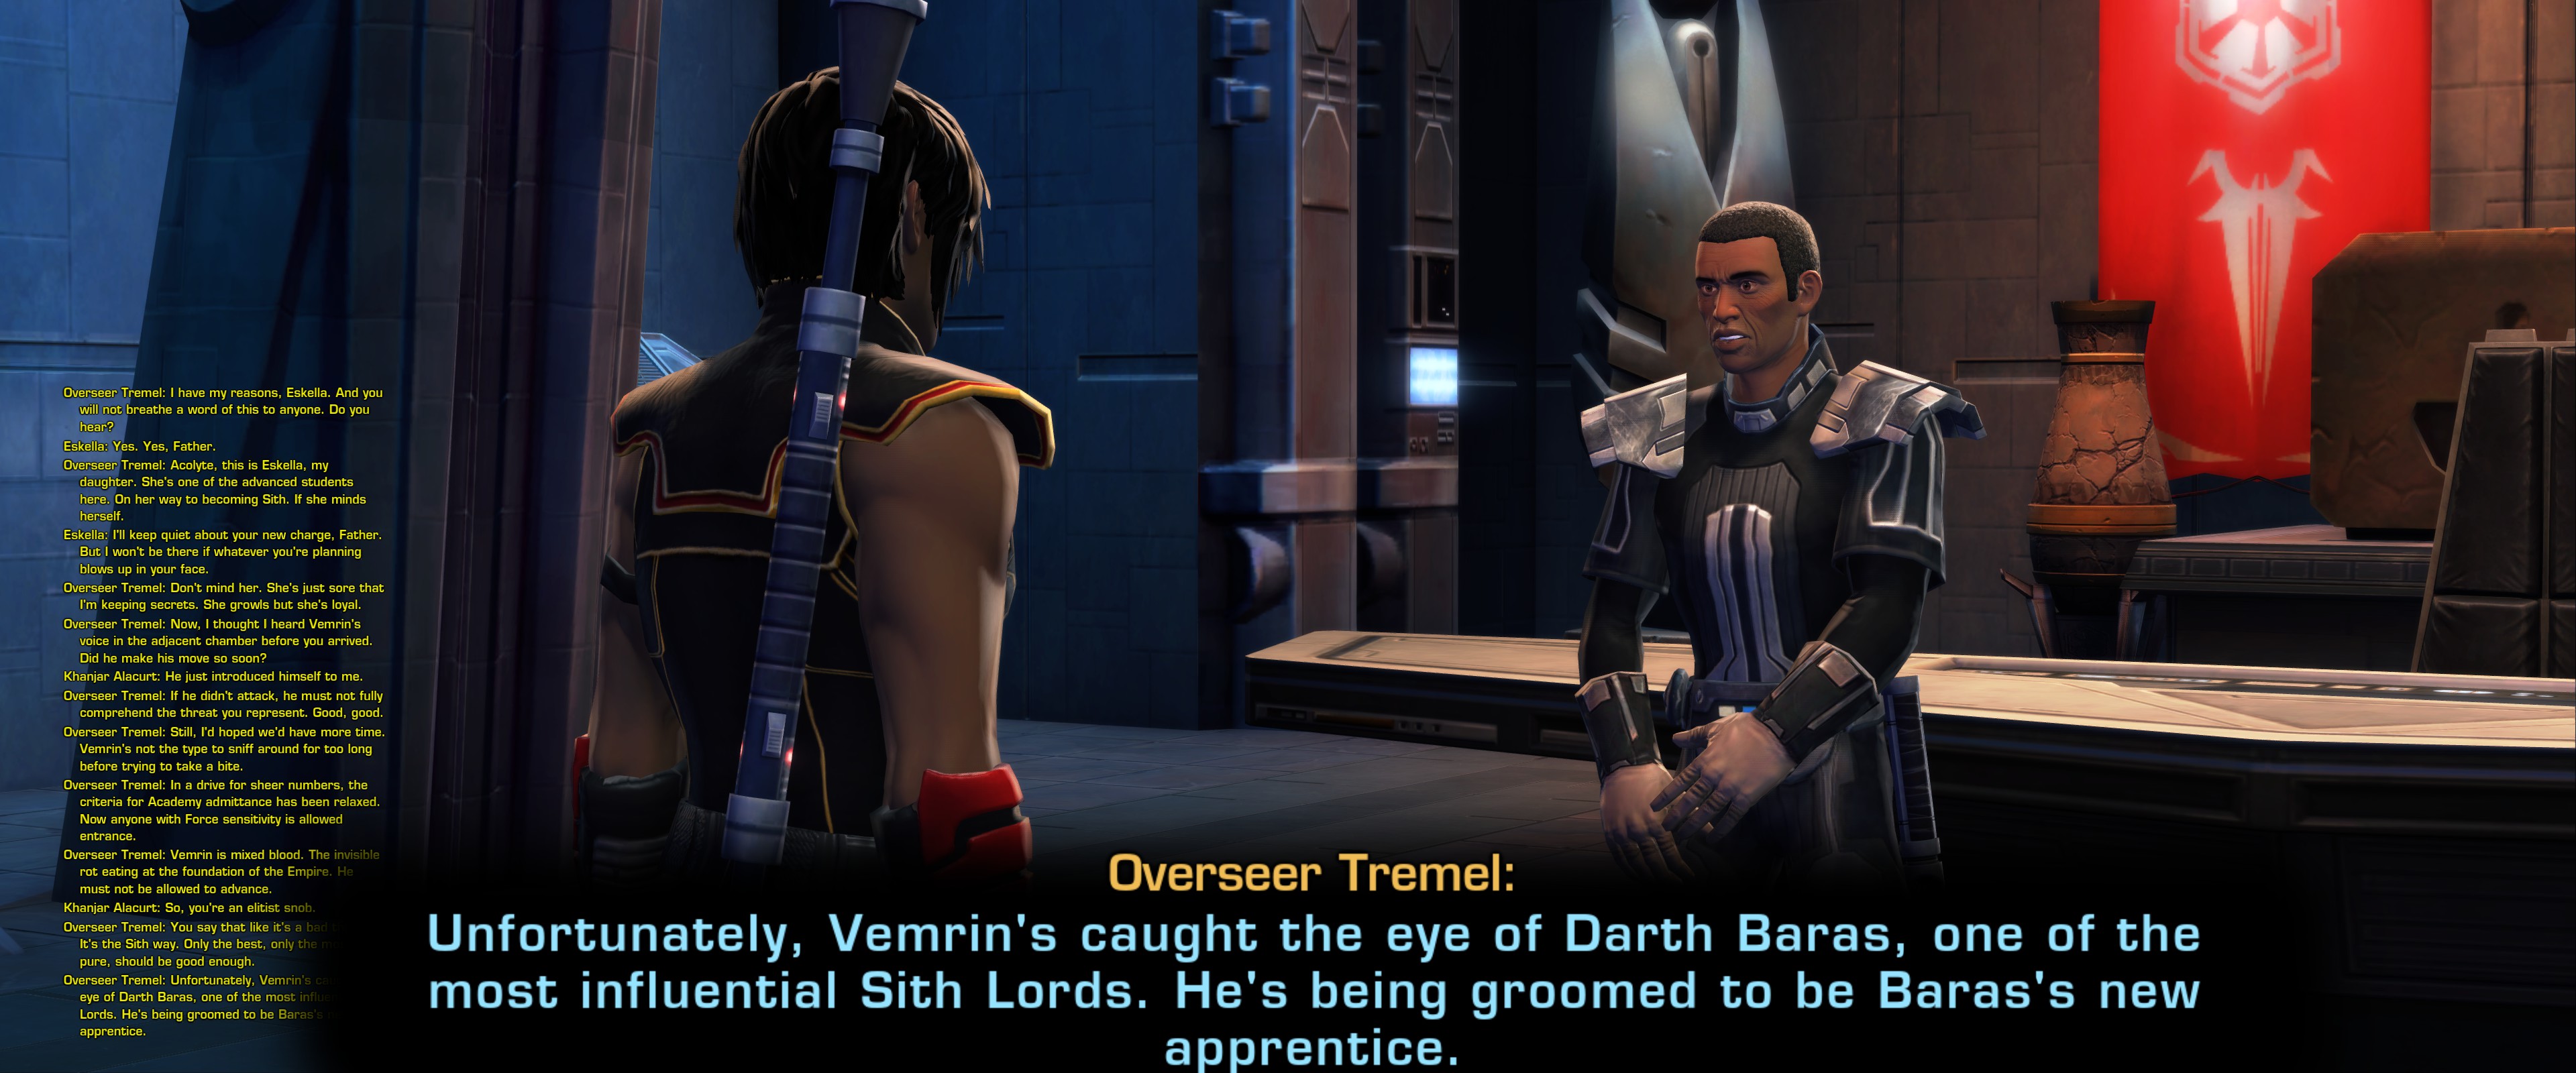 Overseer Tremel: I have my reasons, Eskella. And you
will not breathe a word of this to anyone. Do you
hear?
Eskella: Yes. Yes, Father.
Overseer Tremel: Acolyte, this is Eskella, my
daughter. She's one of the advanced students
here. On her way to becoming Sith. If she minds
herself.
Eskella: I'll keep quiet about your new charge, Father.
But I won't be there if whatever you're planning
blows up in your face.
Overseer Tremel: Don't mind her. She's just sore that
I'm keeping secrets. She growls but she's loyal.
Overseer Tremel: Now, I thought I heard Vemrin's
voice in the adjacent chamber before you arrived.
Did he make his move so soon?
Khanjar Alacurt: He just introduced himself to me.
Overseer Tremel: If he didn't attack, he must not fully
comprehend the threat you represent. Good, good.
Overseer Tremel: Still, I'd hoped we'd have more time.
Vemrin's not the type to sniff around for too long
before trying to take a bite.
Overseer Tremel: In a drive for sheer numbers, the
criteria for Academy admittance has been relaxed.
Now anyone with Force sensitivity is allowed
entrance.
Overseer Tremel: Vemrin is mixed blood. The invisible
rot eating at the foundation of the Empire. He
must not be allowed to advance.
Khanjar Alacurt: So, you're an elitist snob.
Overseer Tremel: You say that like it's a bad
It's the Sith way. Only the best, only the
pure, should be good enough.
Overseer Tremel: Unfortunately, Vemrin's
eye of Darth Baras, one of the most
Lords. He's being groomed to be Baras's
apprentice.
Overseer Tremel:
Unfortunately, Vemrin's caught the eye of Darth Baras, one of the
most influential Sith Lords. He's being groomed to be Baras's new
apprentice.